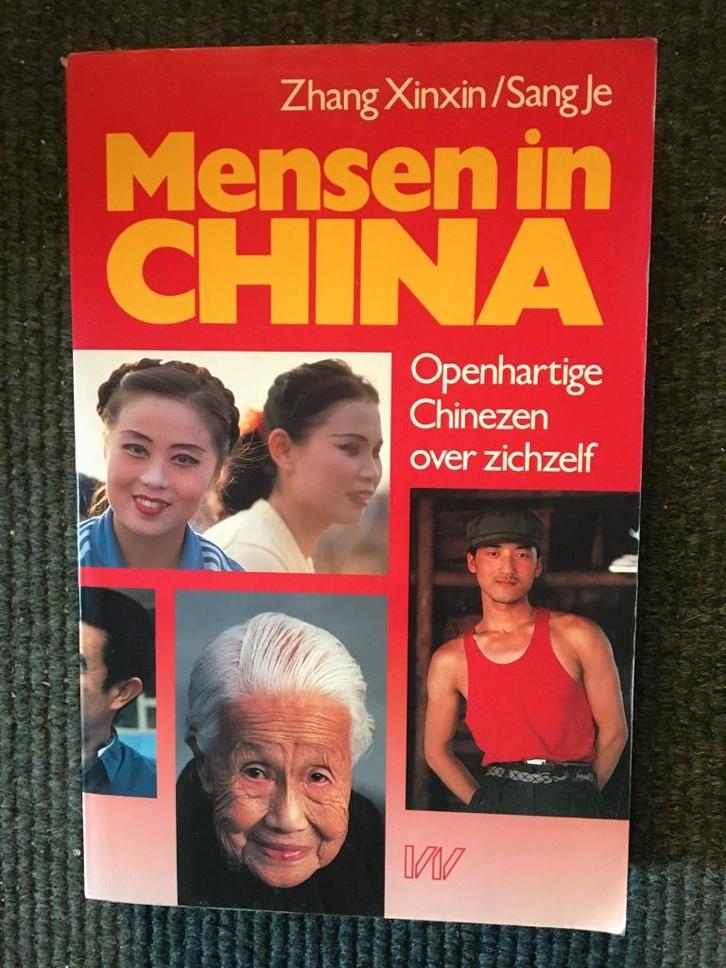 Zhang Xinxin/Sang Je
Mensen in
CHINA
Openhartige
Chinezen
over zichzelf